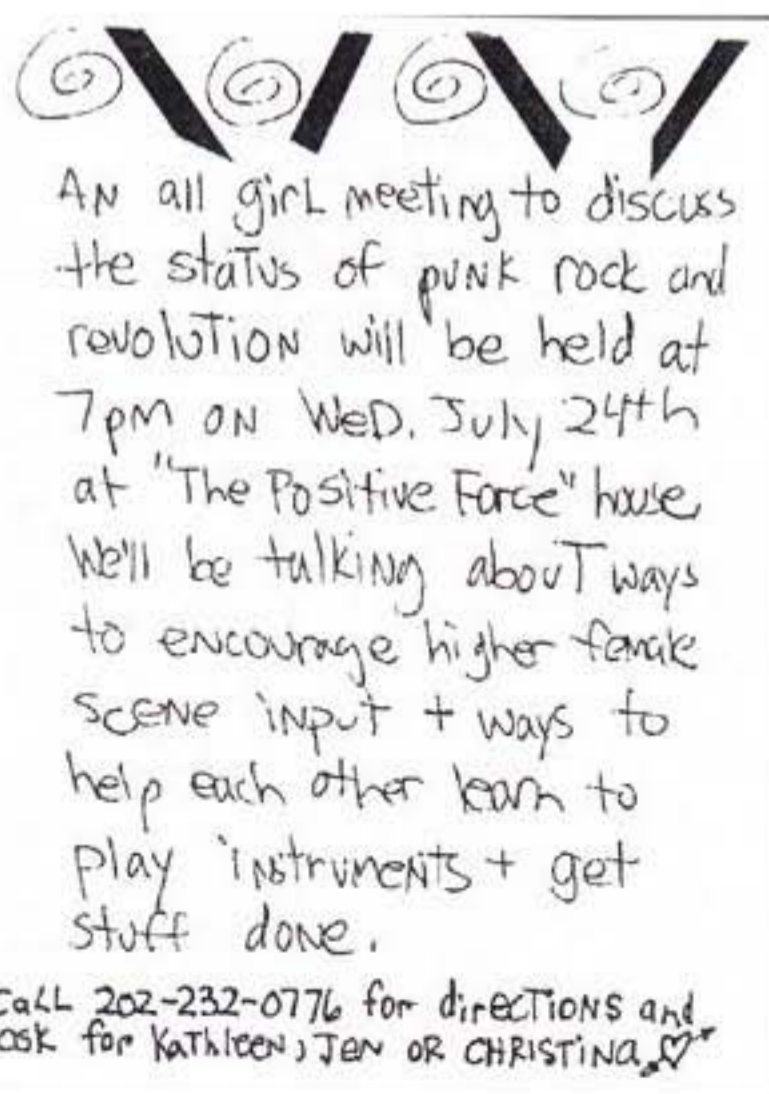 AN all girl meeting to discuss
the status of punk rock and
revolution will be held at
7pm on Wed. July 24th
at "The Positive Force" house
We'll be talking about ways
to encourage higher female
scene input + ways to
help each other learn to
play instruments + get
stuff done.
call 202-232-0776 for directions and
ask for Kathleen, Jen or Christina